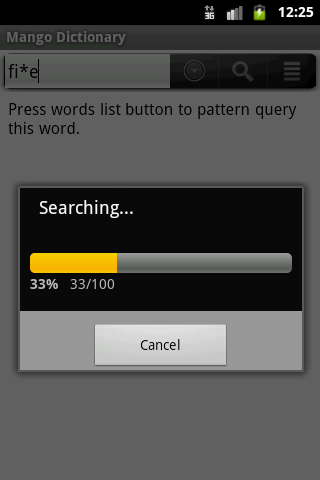 3G 12:25
Mango Dictionary
fi*e
Press words list button to pattern query
this word.
Searching...
33% 33/100
Cancel